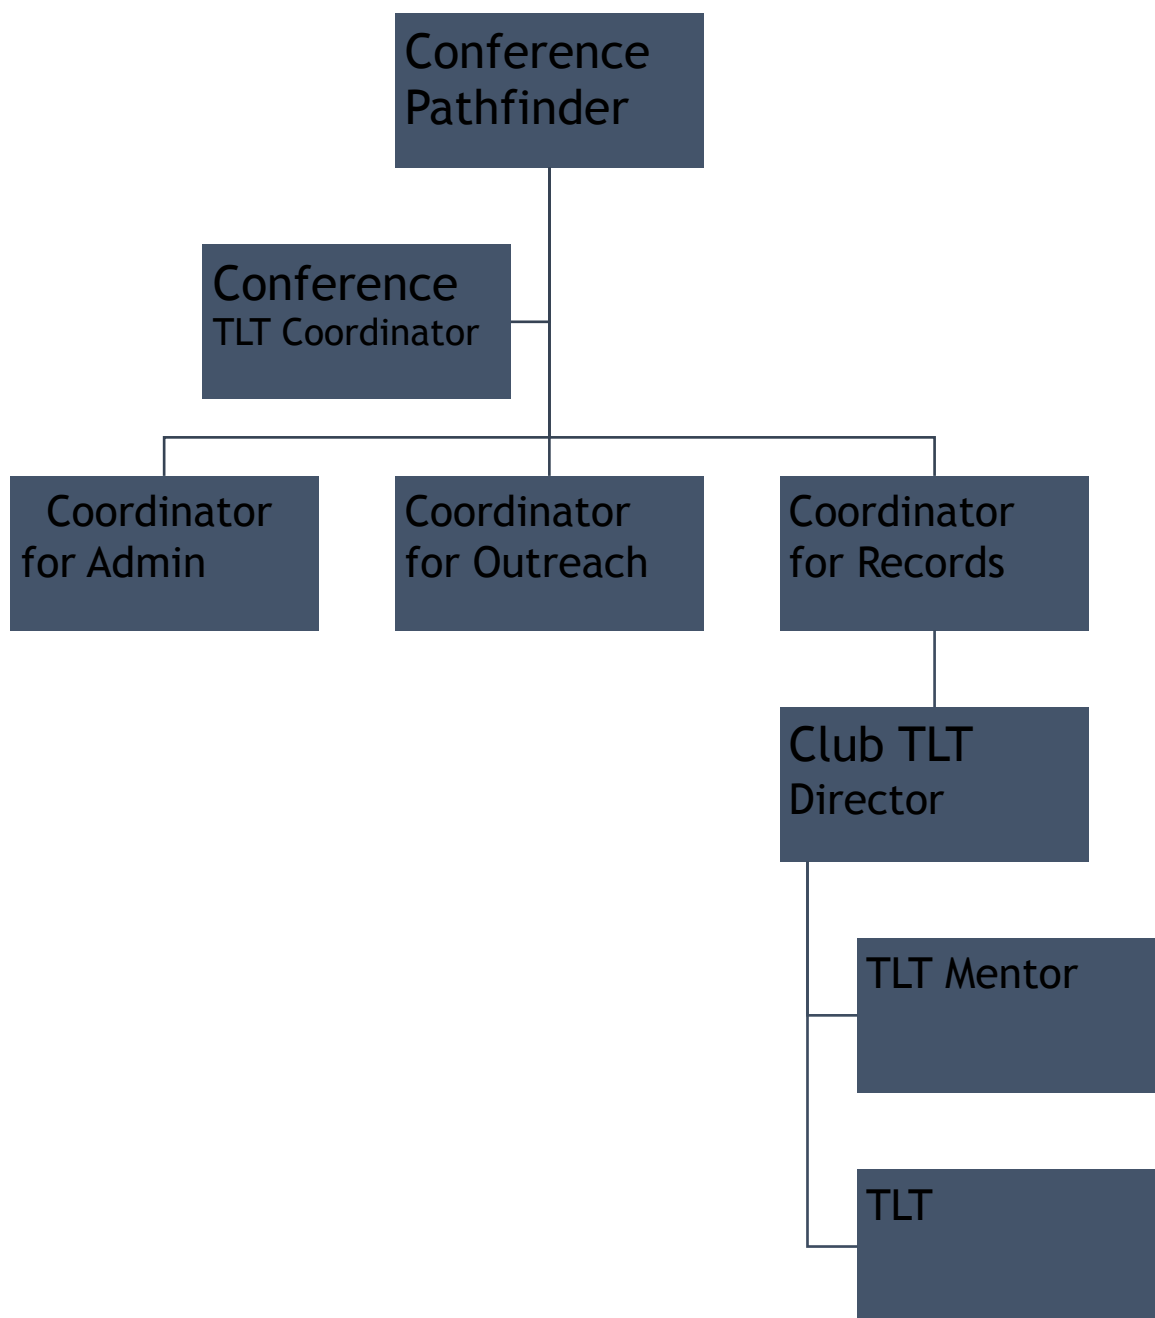 Conference
Pathfinder
Conference
TLT Coordinator
Coordinator
for Admin
Coordinator
for Outreach
Coordinator
for Records
Club TLT
Director
TLT Mentor
TLT